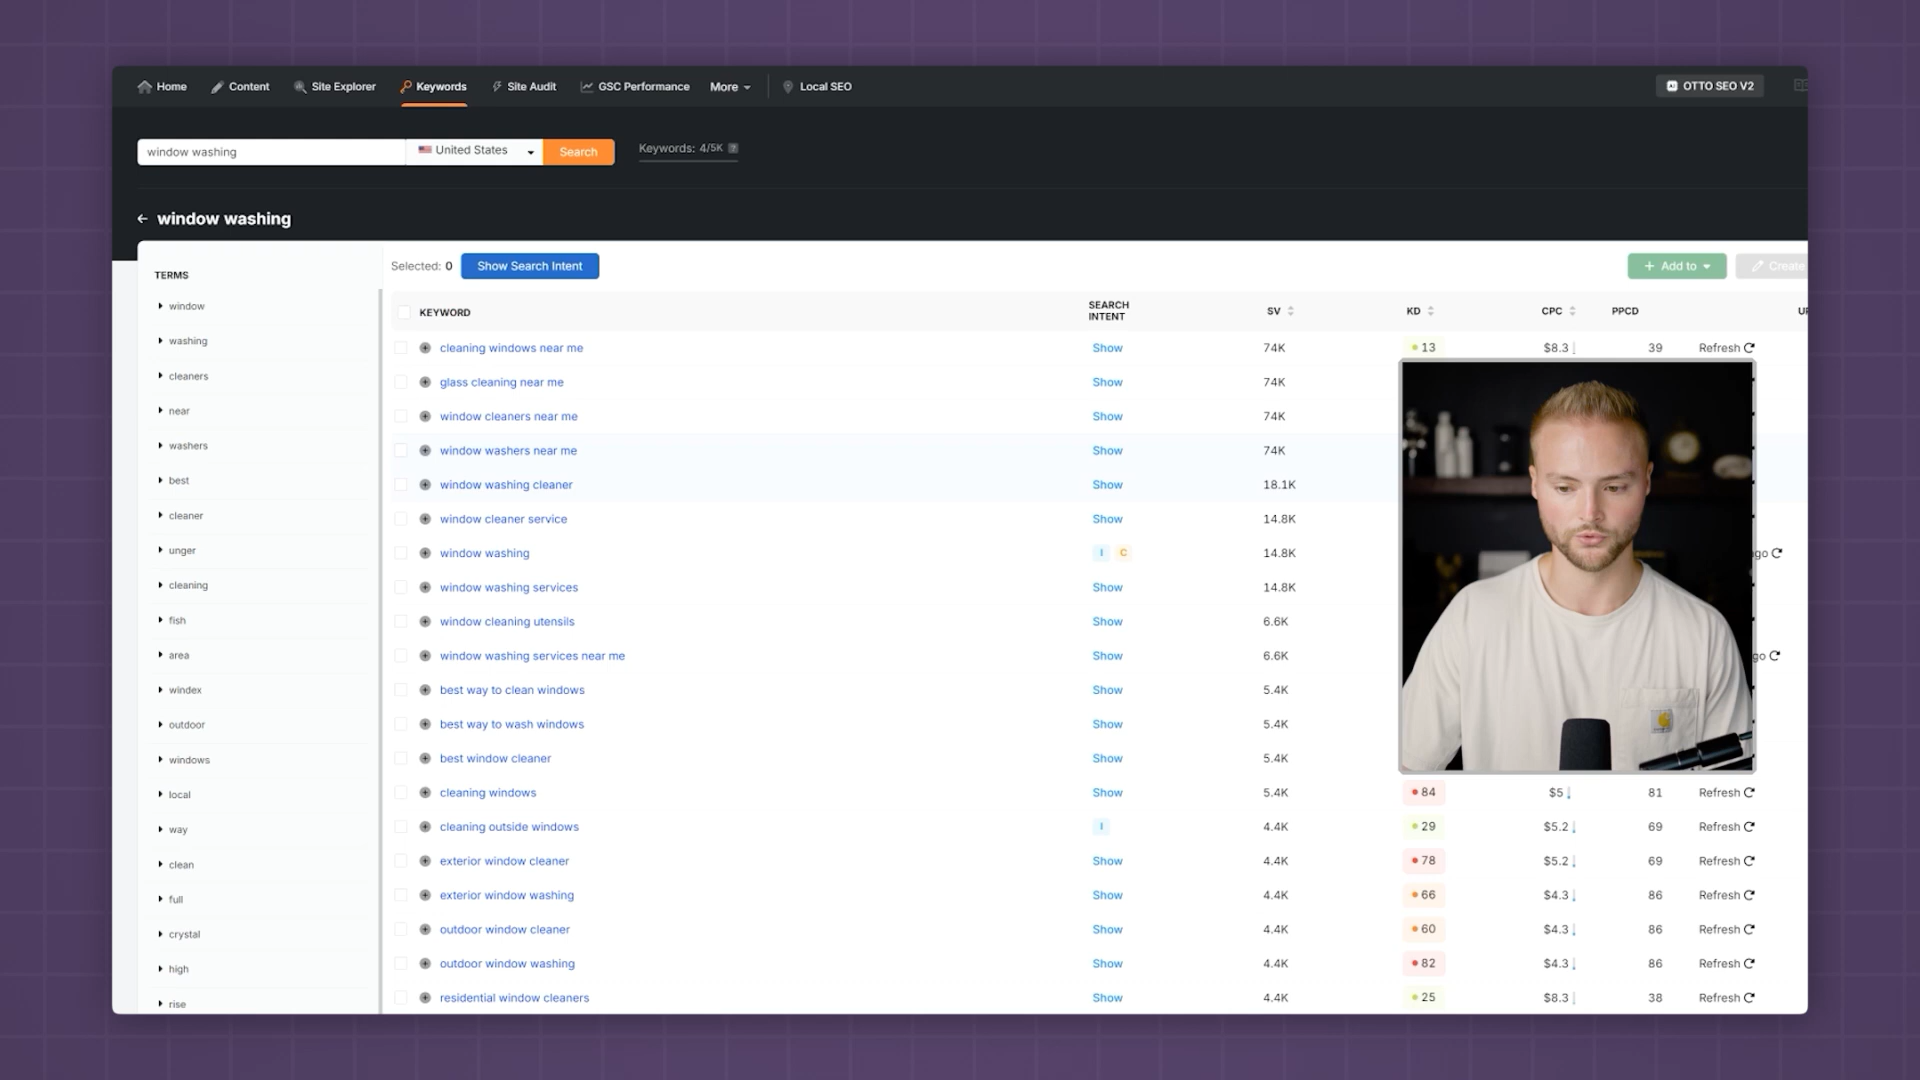 Home Content Site Explorer Keywords Site Audit GSC Performance More Local SEO OTTO SEO V2
window washing United States Search Keywords: 4/5K ?
window washing
Selected: 0 Show Search Intent + Add to Create
TERMS
window
washing
cleaners
near
washers
best
cleaner
unger
cleaning
fish
area
windex
outdoor
windows
local
way
clean
full
crystal
high
rise
KEYWORD SEARCH INTENT SV KD CPC PPCD
cleaning windows near me Show 74K 13 $8.3 39 Refresh
glass cleaning near me Show 74K
window cleaners near me Show 74K
window washers near me Show 74K
window washing cleaner Show 18.1K
window cleaner service Show 14.8K
window washing I C 14.8K
window washing services Show 14.8K
window cleaning utensils Show 6.6K
window washing services near me Show 6.6K
best way to clean windows Show 5.4K
best way to wash windows Show 5.4K
best window cleaner Show 5.4K
cleaning windows Show 5.4K 84 $5 81 Refresh
cleaning outside windows I 4.4K 29 $5.2 69 Refresh
exterior window cleaner Show 4.4K 78 $5.2 69 Refresh
exterior window washing Show 4.4K 66 $4.3 86 Refresh
outdoor window cleaner Show 4.4K 60 $4.3 86 Refresh
outdoor window washing Show 4.4K 82 $4.3 86 Refresh
residential window cleaners Show 4.4K 25 $8.3 38 Refresh